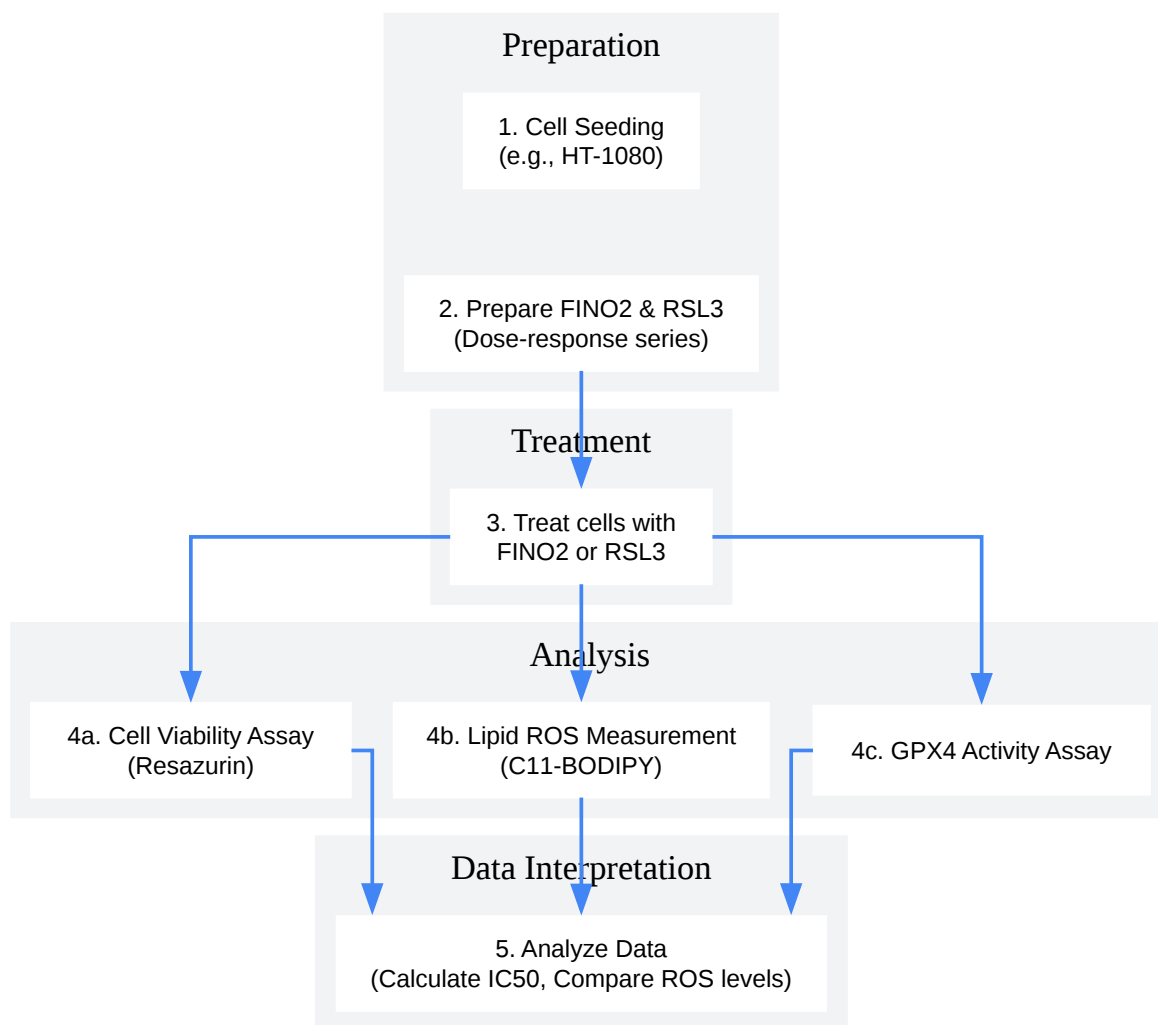 Preparation
1. Cell Seeding
(e.g., HT-1080)
2. Prepare FINO2 & RSL3
(Dose-response series)
Treatment
3. Treat cells with
FINO2 or RSL3
Analysis
4a. Cell Viability Assay
(Resazurin)
4b. Lipid ROS Measurement
(C11-BODIPY)
4c. GPX4 Activity Assay
Data Interpretation
5. Analyze Data
(Calculate IC50, Compare ROS levels)